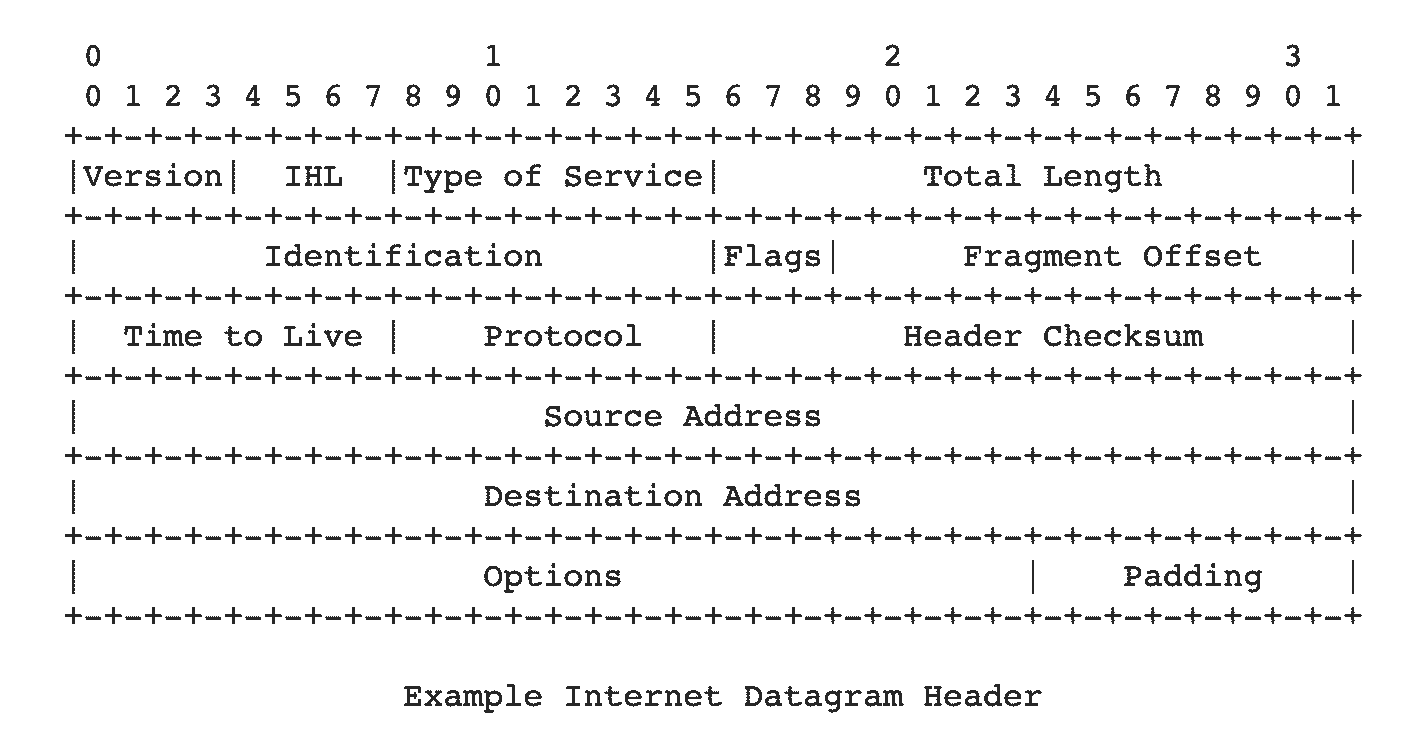 0                   1                   2                   3
 0 1 2 3 4 5 6 7 8 9 0 1 2 3 4 5 6 7 8 9 0 1 2 3 4 5 6 7 8 9 0 1
+-+-+-+-+-+-+-+-+-+-+-+-+-+-+-+-+-+-+-+-+-+-+-+-+-+-+-+-+-+-+-+-+
|Version|  IHL  |Type of Service|          Total Length         |
+-+-+-+-+-+-+-+-+-+-+-+-+-+-+-+-+-+-+-+-+-+-+-+-+-+-+-+-+-+-+-+-+
|         Identification        |Flags|      Fragment Offset    |
+-+-+-+-+-+-+-+-+-+-+-+-+-+-+-+-+-+-+-+-+-+-+-+-+-+-+-+-+-+-+-+-+
|  Time to Live |    Protocol   |         Header Checksum       |
+-+-+-+-+-+-+-+-+-+-+-+-+-+-+-+-+-+-+-+-+-+-+-+-+-+-+-+-+-+-+-+-+
|                       Source Address                          |
+-+-+-+-+-+-+-+-+-+-+-+-+-+-+-+-+-+-+-+-+-+-+-+-+-+-+-+-+-+-+-+-+
|                    Destination Address                        |
+-+-+-+-+-+-+-+-+-+-+-+-+-+-+-+-+-+-+-+-+-+-+-+-+-+-+-+-+-+-+-+-+
|                    Options                    |    Padding    |
+-+-+-+-+-+-+-+-+-+-+-+-+-+-+-+-+-+-+-+-+-+-+-+-+-+-+-+-+-+-+-+-+
Example Internet Datagram Header